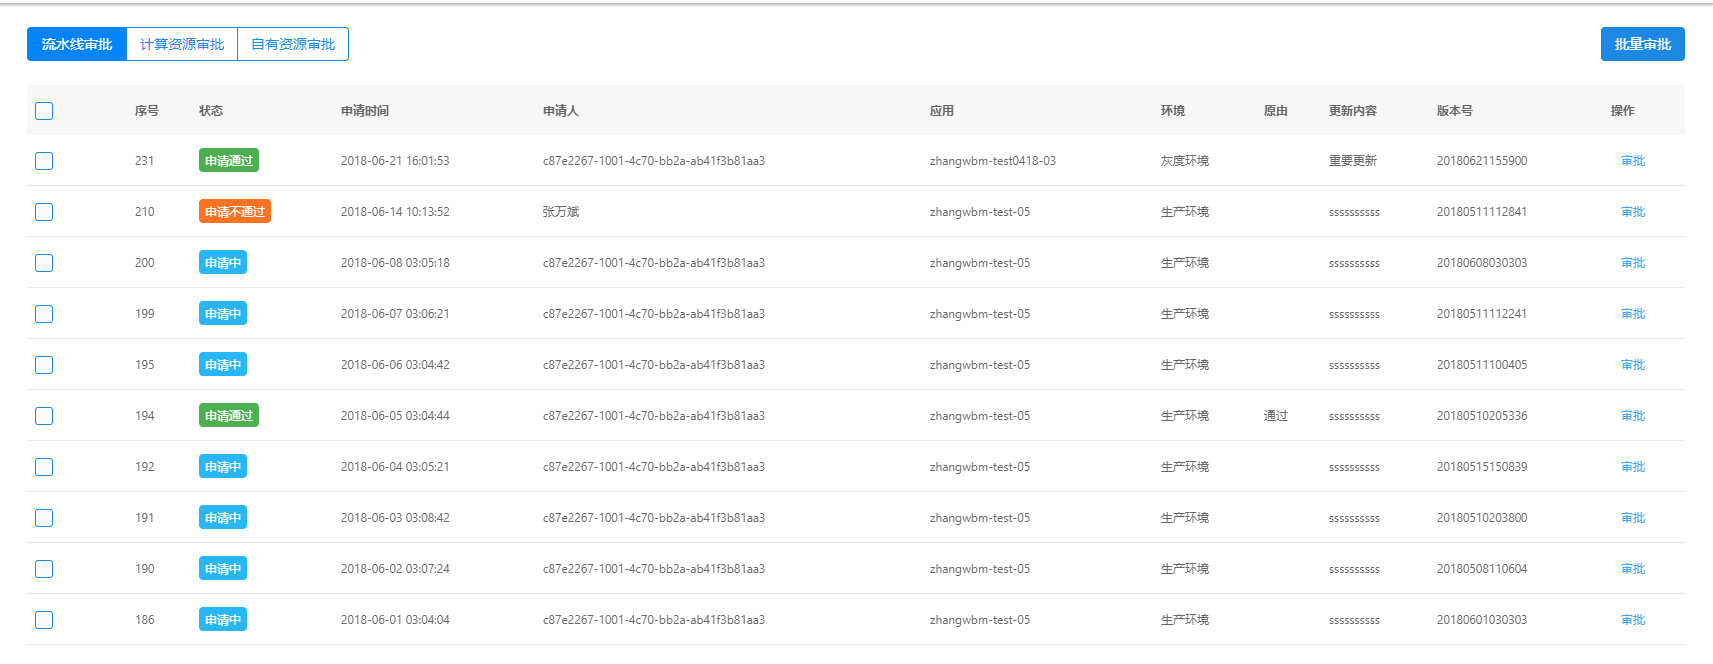 流水线审批 计算资源审批 自有资源审批 批量审批
序号 状态 申请时间 申请人 应用 环境 原由 更新内容 版本号 操作
231 申请通过 2018-06-21 16:01:53 c87e2267-1001-4c70-bb2a-ab41f3b81aa3 zhangwbm-test0418-03 灰度环境 重要更新 20180621155900 审批
210 申请不通过 2018-06-14 10:13:52 张万斌 zhangwbm-test-05 生产环境 ssssssssss 20180511112841 审批
200 申请中 2018-06-08 03:05:18 c87e2267-1001-4c70-bb2a-ab41f3b81aa3 zhangwbm-test-05 生产环境 ssssssssss 20180608030303 审批
199 申请中 2018-06-07 03:06:21 c87e2267-1001-4c70-bb2a-ab41f3b81aa3 zhangwbm-test-05 生产环境 ssssssssss 20180511112241 审批
195 申请中 2018-06-06 03:04:42 c87e2267-1001-4c70-bb2a-ab41f3b81aa3 zhangwbm-test-05 生产环境 ssssssssss 20180511100405 审批
194 申请通过 2018-06-05 03:04:44 c87e2267-1001-4c70-bb2a-ab41f3b81aa3 zhangwbm-test-05 生产环境 通过 ssssssssss 20180510205336 审批
192 申请中 2018-06-04 03:05:21 c87e2267-1001-4c70-bb2a-ab41f3b81aa3 zhangwbm-test-05 生产环境 ssssssssss 20180515150839 审批
191 申请中 2018-06-03 03:08:42 c87e2267-1001-4c70-bb2a-ab41f3b81aa3 zhangwbm-test-05 生产环境 ssssssssss 20180510203800 审批
190 申请中 2018-06-02 03:07:24 c87e2267-1001-4c70-bb2a-ab41f3b81aa3 zhangwbm-test-05 生产环境 ssssssssss 20180508110604 审批
186 申请中 2018-06-01 03:04:04 c87e2267-1001-4c70-bb2a-ab41f3b81aa3 zhangwbm-test-05 生产环境 ssssssssss 20180601030303 审批